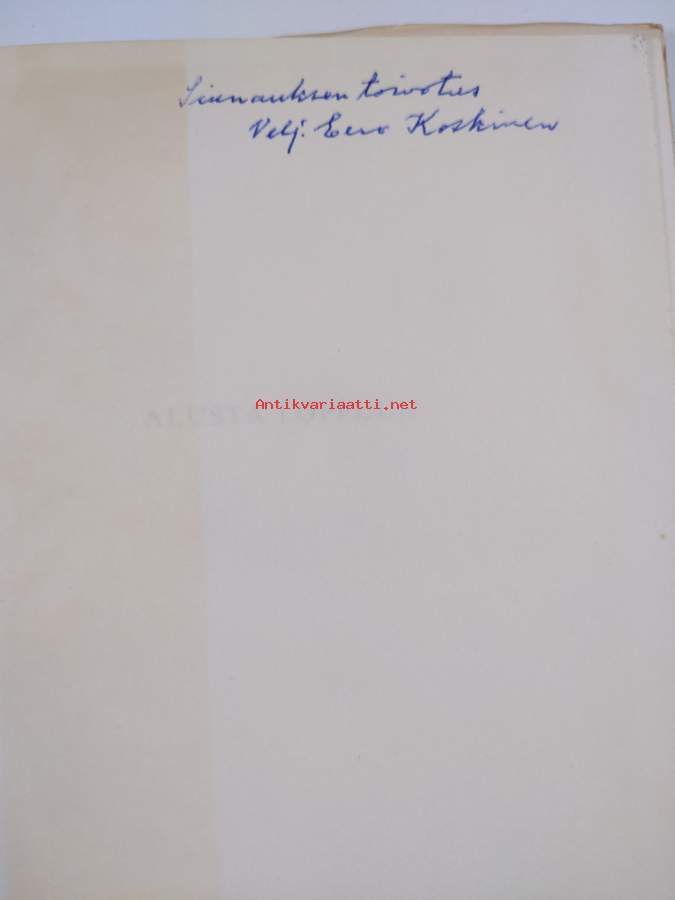 Siunauksen toivotus
Velj. Eero Koskinen
Antikvariaatti.net